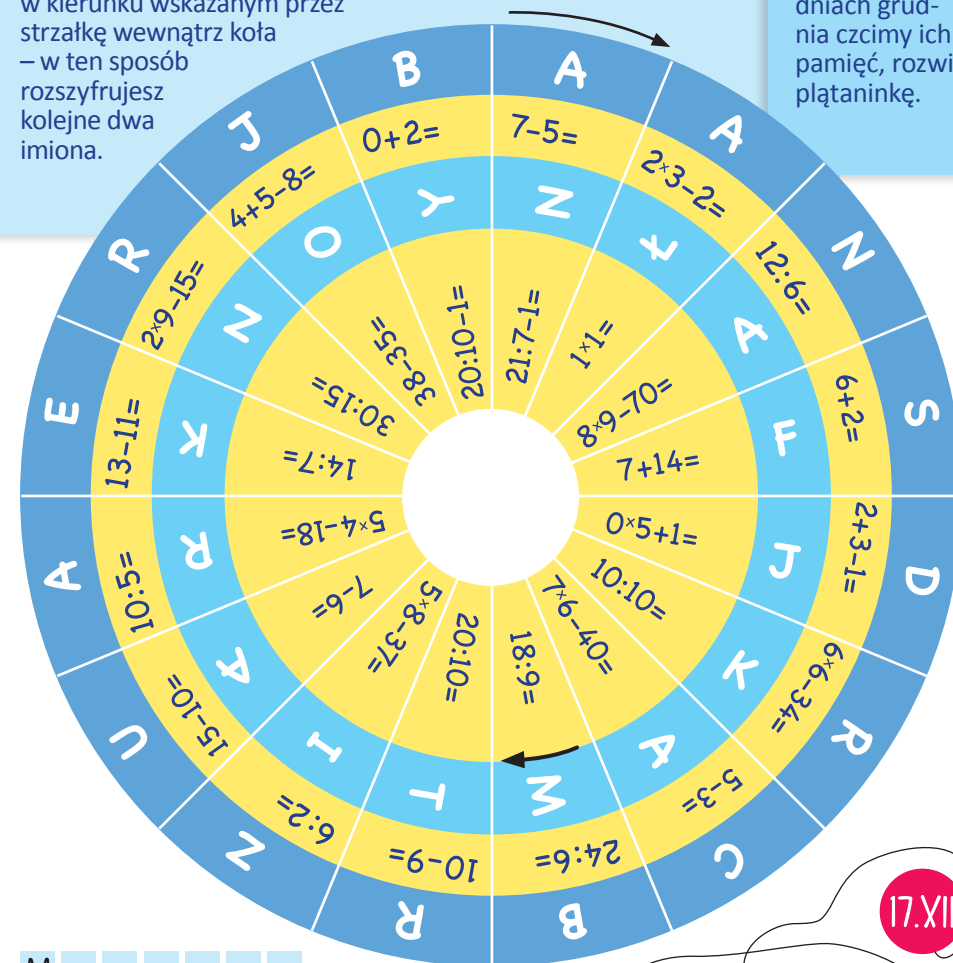 w kierunku wskazanym przez
strzałkę wewnątrz koła
– w ten sposób
rozszyfrujesz
kolejne dwa
imiona.
dniach grud-
nia czcimy ich
pamięć, rozwi
plątaninkę.
A
A
N
S
D
R
C
B
R
Z
U
A
E
R
J
B
7–5=
2×3–2=
12:6=
6+2=
2+3–1=
6×6–34=
5–3=
24:6=
10–9=
6:2=
15–10=
10:5=
13–11=
2×9–15=
4+5–8=
0+2=
Z
Ł
A
F
J
K
A
M
T
I
A
R
K
Z
O
Y
21:7–1=
1×1=
8×9–70=
7+14=
0×5+1=
10:10=
7×6–40=
18:9=
20:10=
5×8–37=
7–6=
5×4–18=
14:7=
30:15=
38–35=
20:10–1=
17.XII
M